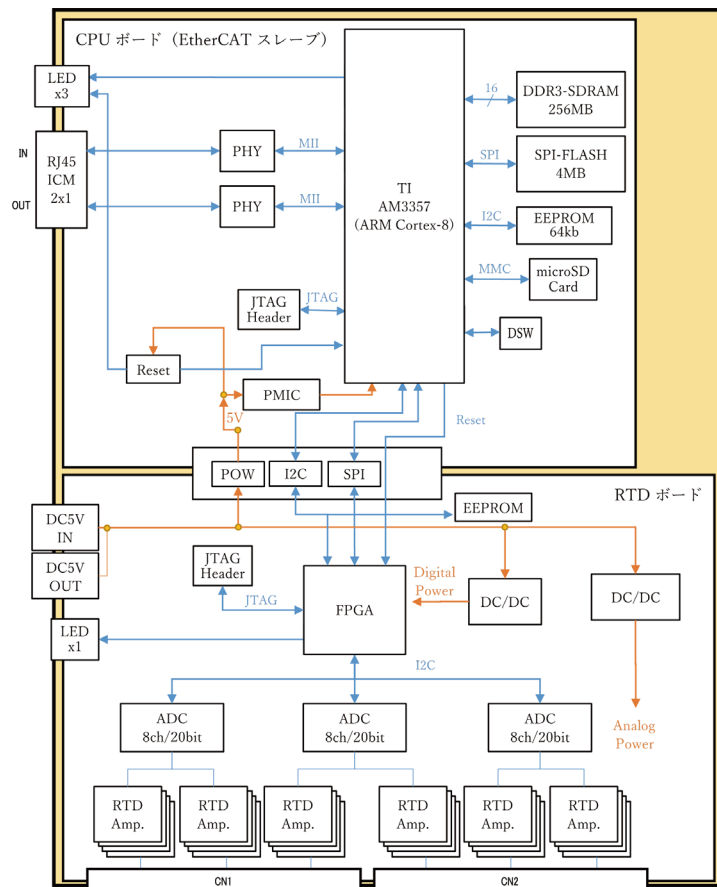 CPU ボード（EtherCAT スレーブ）
LED
x3
IN
OUT
RJ45
ICM
2x1
PHY
MII
PHY
MII
TI
AM3357
(ARM Cortex-8)
16
DDR3-SDRAM
256MB
SPI
SPI-FLASH
4MB
I2C
EEPROM
64kb
MMC
microSD
Card
DSW
JTAG
Header
JTAG
Reset
PMIC
5V
Reset
POW
I2C
SPI
RTD ボード
DC5V
IN
DC5V
OUT
LED
x1
EEPROM
JTAG
Header
JTAG
FPGA
Digital
Power
DC/DC
DC/DC
Analog
Power
I2C
ADC
8ch/20bit
ADC
8ch/20bit
ADC
8ch/20bit
RTD
Amp.
RTD
Amp.
RTD
Amp.
RTD
Amp.
RTD
Amp.
RTD
Amp.
CN1
CN2